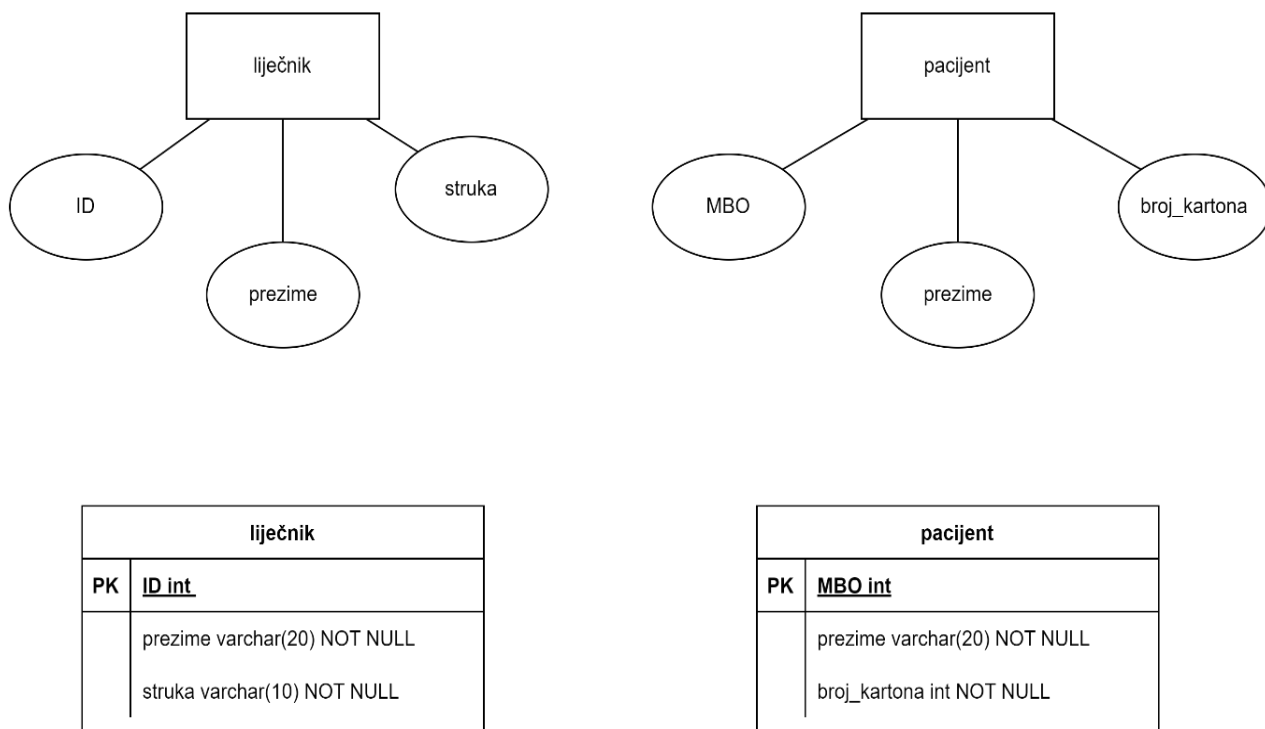 liječnik
pacijent
ID
prezime
struka
MBO
prezime
broj_kartona
liječnik
PK ID int
prezime varchar(20) NOT NULL
struka varchar(10) NOT NULL
pacijent
PK MBO int
prezime varchar(20) NOT NULL
broj_kartona int NOT NULL